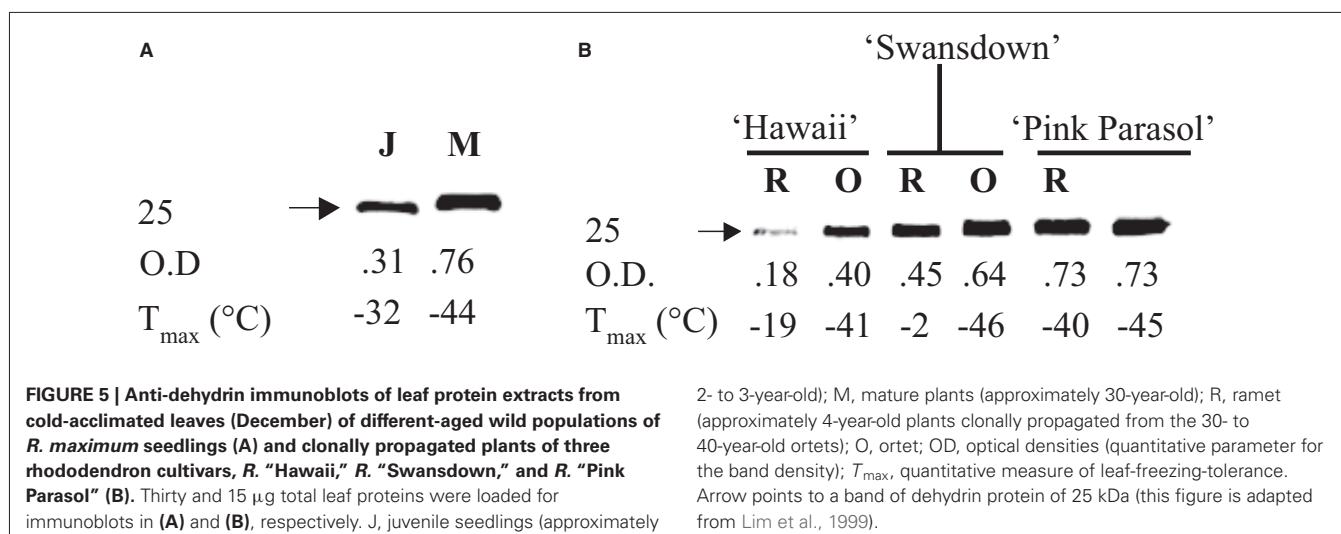 A
J M
25
O.D .31 .76
Tmax (°C) -32 -44
B
‘Swansdown’
‘Hawaii’ ‘Pink Parasol’
R O R O R
25
O.D. .18 .40 .45 .64 .73 .73
Tmax (°C) -19 -41 -2 -46 -40 -45
FIGURE 5 | Anti-dehydrin immunoblots of leaf protein extracts from
cold-acclimated leaves (December) of different-aged wild populations of
R. maximum seedlings (A) and clonally propagated plants of three
rhododendron cultivars, R. “Hawaii,” R. “Swansdown,” and R. “Pink
Parasol” (B). Thirty and 15 μg total leaf proteins were loaded for
immunoblots in (A) and (B), respectively. J, juvenile seedlings (approximately
2- to 3-year-old); M, mature plants (approximately 30-year-old); R, ramet
(approximately 4-year-old plants clonally propagated from the 30- to
40-year-old ortets); O, ortet; OD, optical densities (quantitative parameter for
the band density); Tmax, quantitative measure of leaf-freezing-tolerance.
Arrow points to a band of dehydrin protein of 25 kDa (this figure is adapted
from Lim et al., 1999).